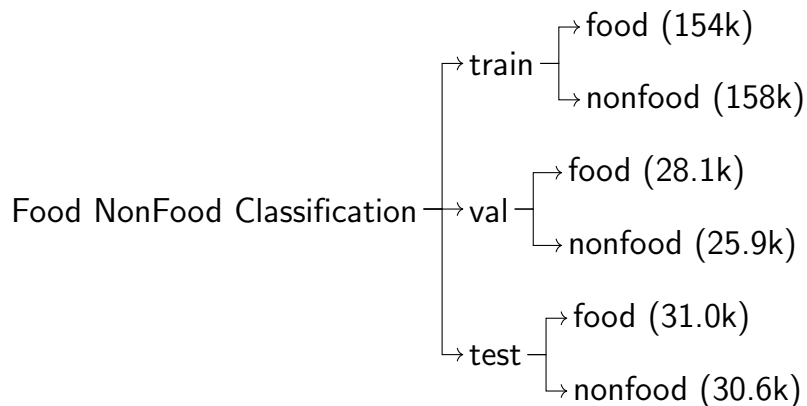 food (154k)
train
nonfood (158k)
food (28.1k)
Food NonFood Classification
val
nonfood (25.9k)
food (31.0k)
test
nonfood (30.6k)